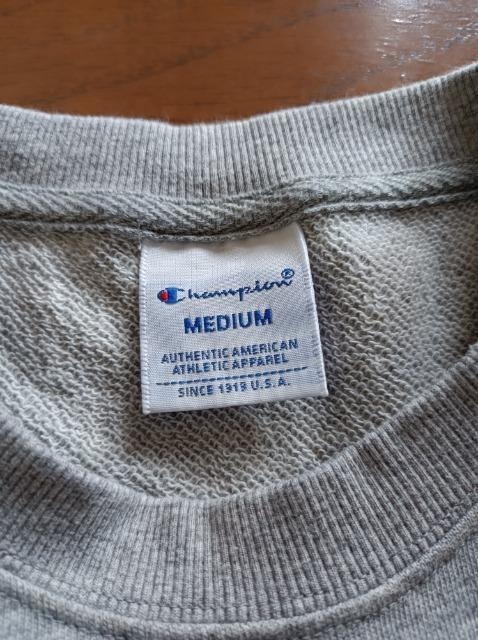 Champion®
MEDIUM
AUTHENTIC AMERICAN
ATHLETIC APPAREL
SINCE 1919 U.S.A.